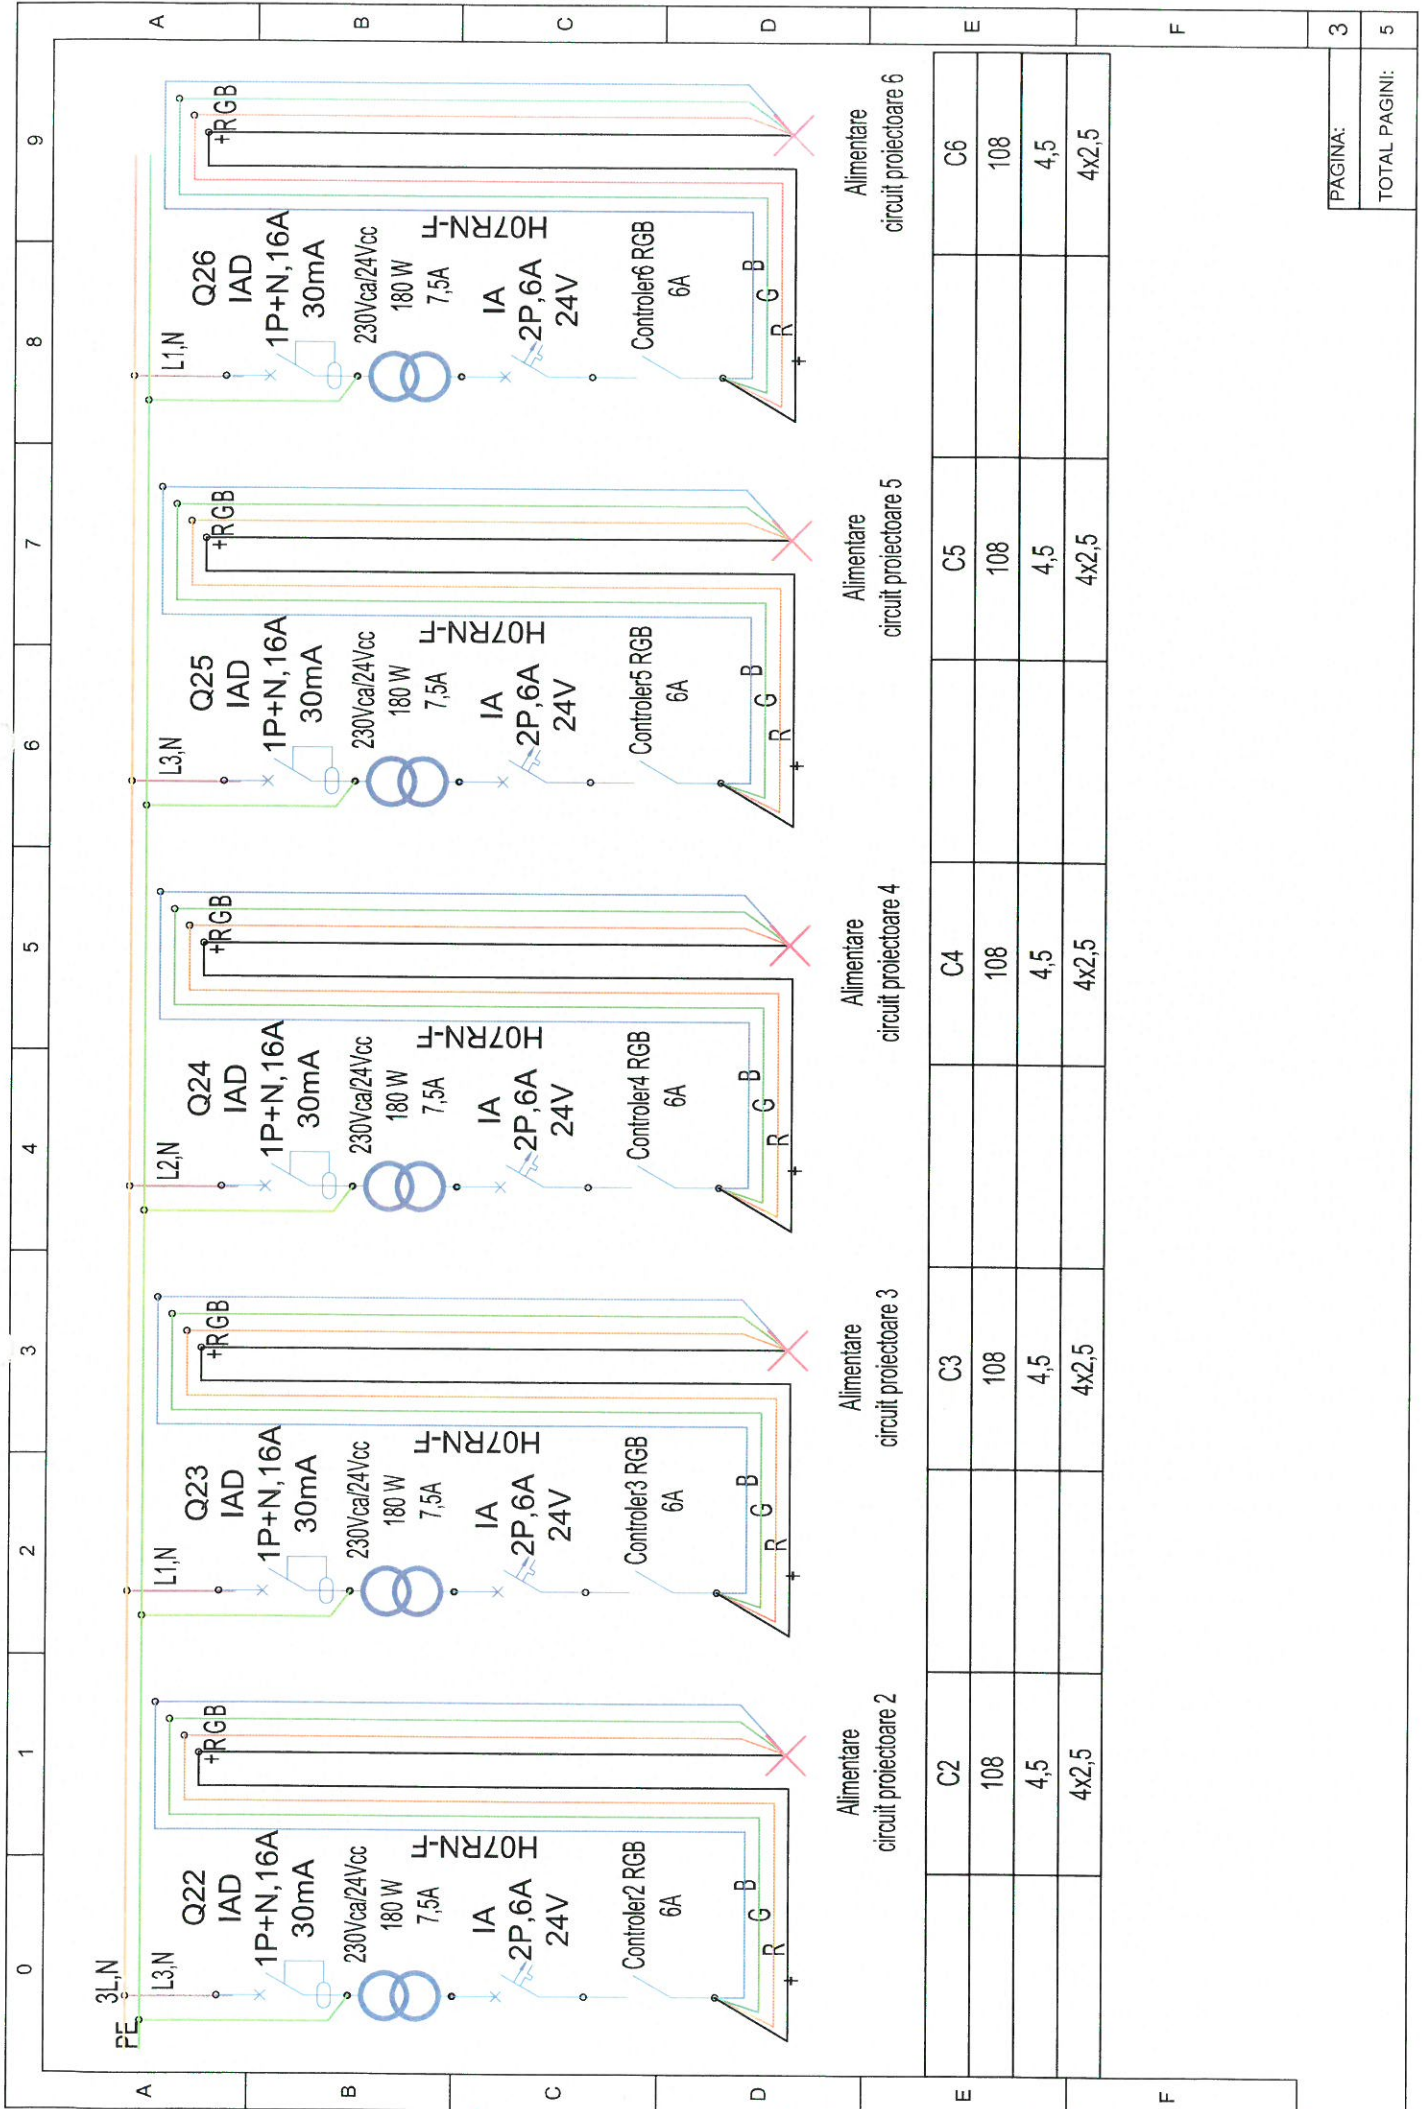 0 1 2 3 4 5 6 7 8 9
A
B
C
D
E
F
A
B
C
D
E
F
PE
3L,N
L3,N
Q22
IAD
1P+N,16A
30mA
230Vca/24Vcc
180 W
7,5A
H07RN-F
IA
2P,6A
24V
Controler2 RGB
6A
R G B
+
+RGB
Alimentare
circuit proiectoare 2
L1,N
Q23
IAD
1P+N,16A
30mA
230Vca/24Vcc
180 W
7,5A
H07RN-F
IA
2P,6A
24V
Controler3 RGB
6A
R G B
+
+RGB
Alimentare
circuit proiectoare 3
L2,N
Q24
IAD
1P+N,16A
30mA
230Vca/24Vcc
180 W
7,5A
H07RN-F
IA
2P,6A
24V
Controler4 RGB
6A
R G B
+
+RGB
Alimentare
circuit proiectoare 4
L3,N
Q25
IAD
1P+N,16A
30mA
230Vca/24Vcc
180 W
7,5A
H07RN-F
IA
2P,6A
24V
Controler5 RGB
6A
R G B
+
+RGB
Alimentare
circuit proiectoare 5
L1,N
Q26
IAD
1P+N,16A
30mA
230Vca/24Vcc
180 W
7,5A
H07RN-F
IA
2P,6A
24V
Controler6 RGB
6A
R G B
+
+RGB
Alimentare
circuit proiectoare 6
C2 C3 C4 C5 C6
108 108 108 108 108
4,5 4,5 4,5 4,5 4,5
4x2,5 4x2,5 4x2,5 4x2,5 4x2,5
PAGINA: 3
TOTAL PAGINI: 5